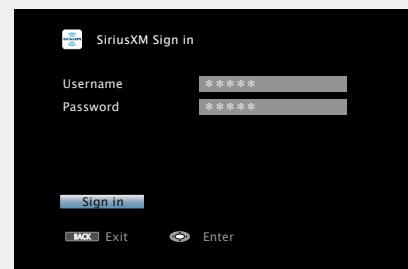 SiriusXM Sign in
Username *****
Password *****
Sign in
BACK Exit Enter